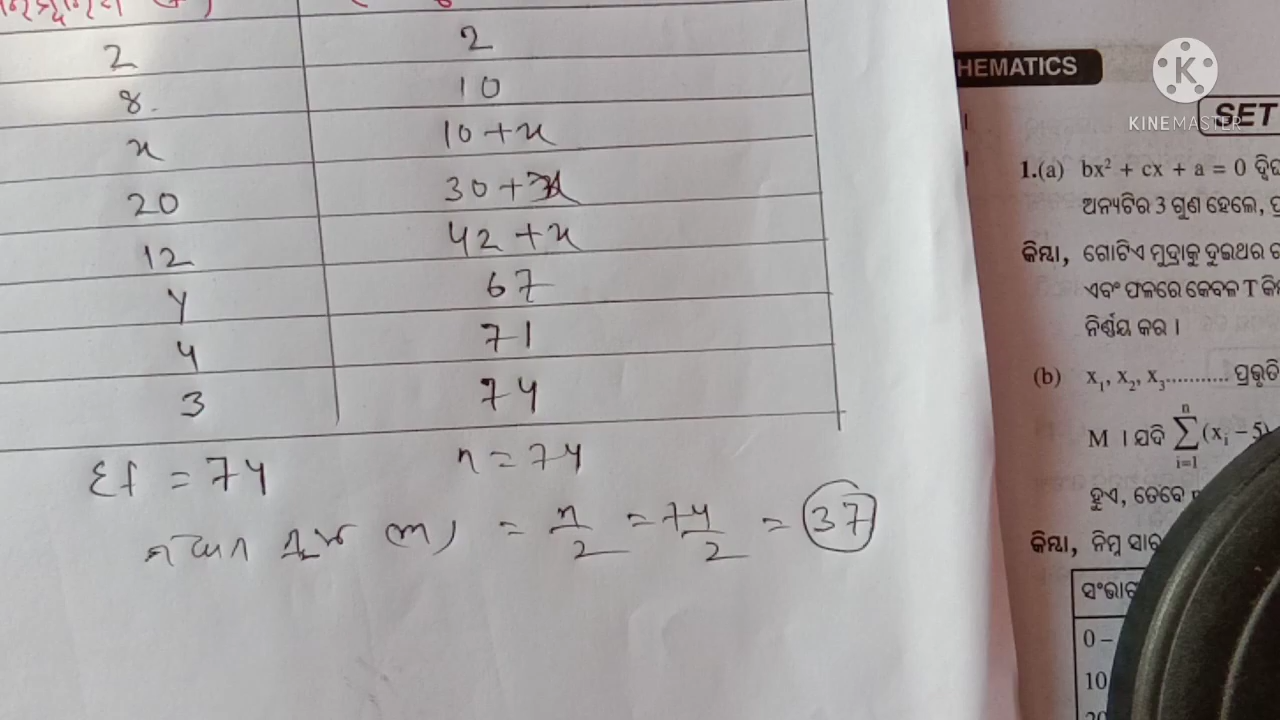 2 2
8 10
x 10+x
20 30+x
12 42+x
y 67
4 71
3 74
Σf = 74 n = 74
(m) = n/2 = 74/2 = 37
HEMATICS
KINEMASTER
SET
1.(a) bx² + cx + a = 0
ଅନ୍ୟଟିର 3 ଗୁଣ ହେଲେ,
କିମ୍ବା, ଗୋଟିଏ ମୁଦ୍ରାକୁ ଦୁଇଥର
ଏବଂ ଫଳରେ କେବଳ T
ନିର୍ଣ୍ଣୟ କର ।
(b) x₁, x₂, x₃...........
M । ଯଦି n Σ i=1 (xᵢ – 5)
ହୁଏ, ତେବେ
କିମ୍ବା, ନିମ୍ନ
0 –
10
20